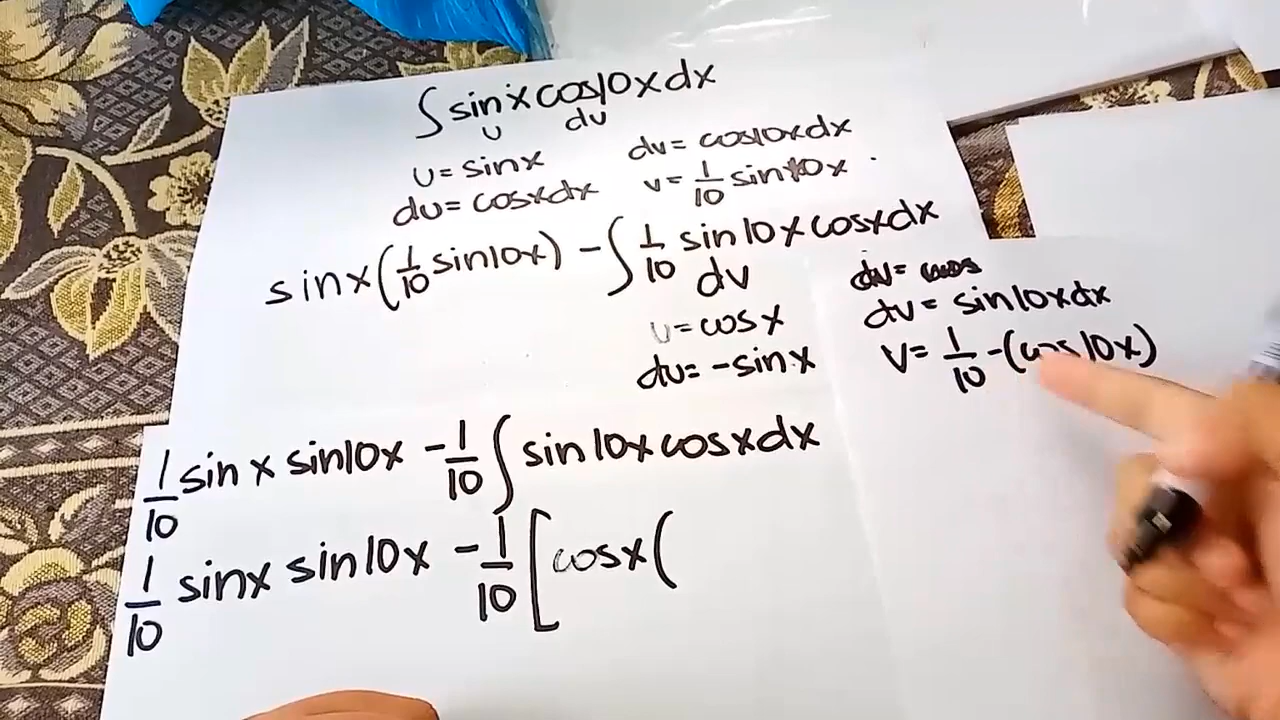 ∫ sinx cos10x dx
u dv
u = sinx dv = cos10x dx
du = cosx dx v = 1/10 sin10x
sinx (1/10 sin10x) - ∫ 1/10 sin10x cosx dx
dv
u = cosx dv = sin10x dx
du = -sinx v = 1/10 -(cos10x)
1/10 sinx sin10x - 1/10 ∫ sin10x cosx dx
1/10 sinx sin10x - 1/10 [ cosx (